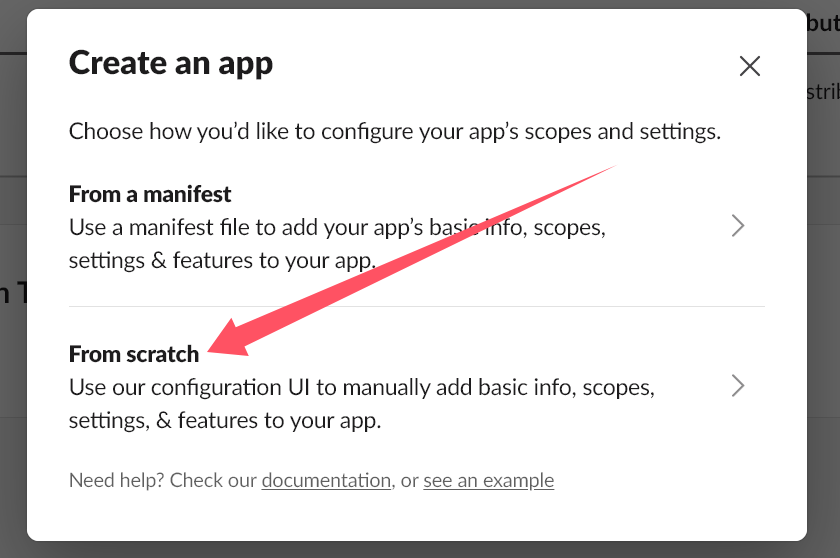 Create an app
Choose how you’d like to configure your app’s scopes and settings.
From a manifest
Use a manifest file to add your app’s basic info, scopes,
settings & features to your app.
From scratch
Use our configuration UI to manually add basic info, scopes,
settings, & features to your app.
Need help? Check our documentation, or see an example